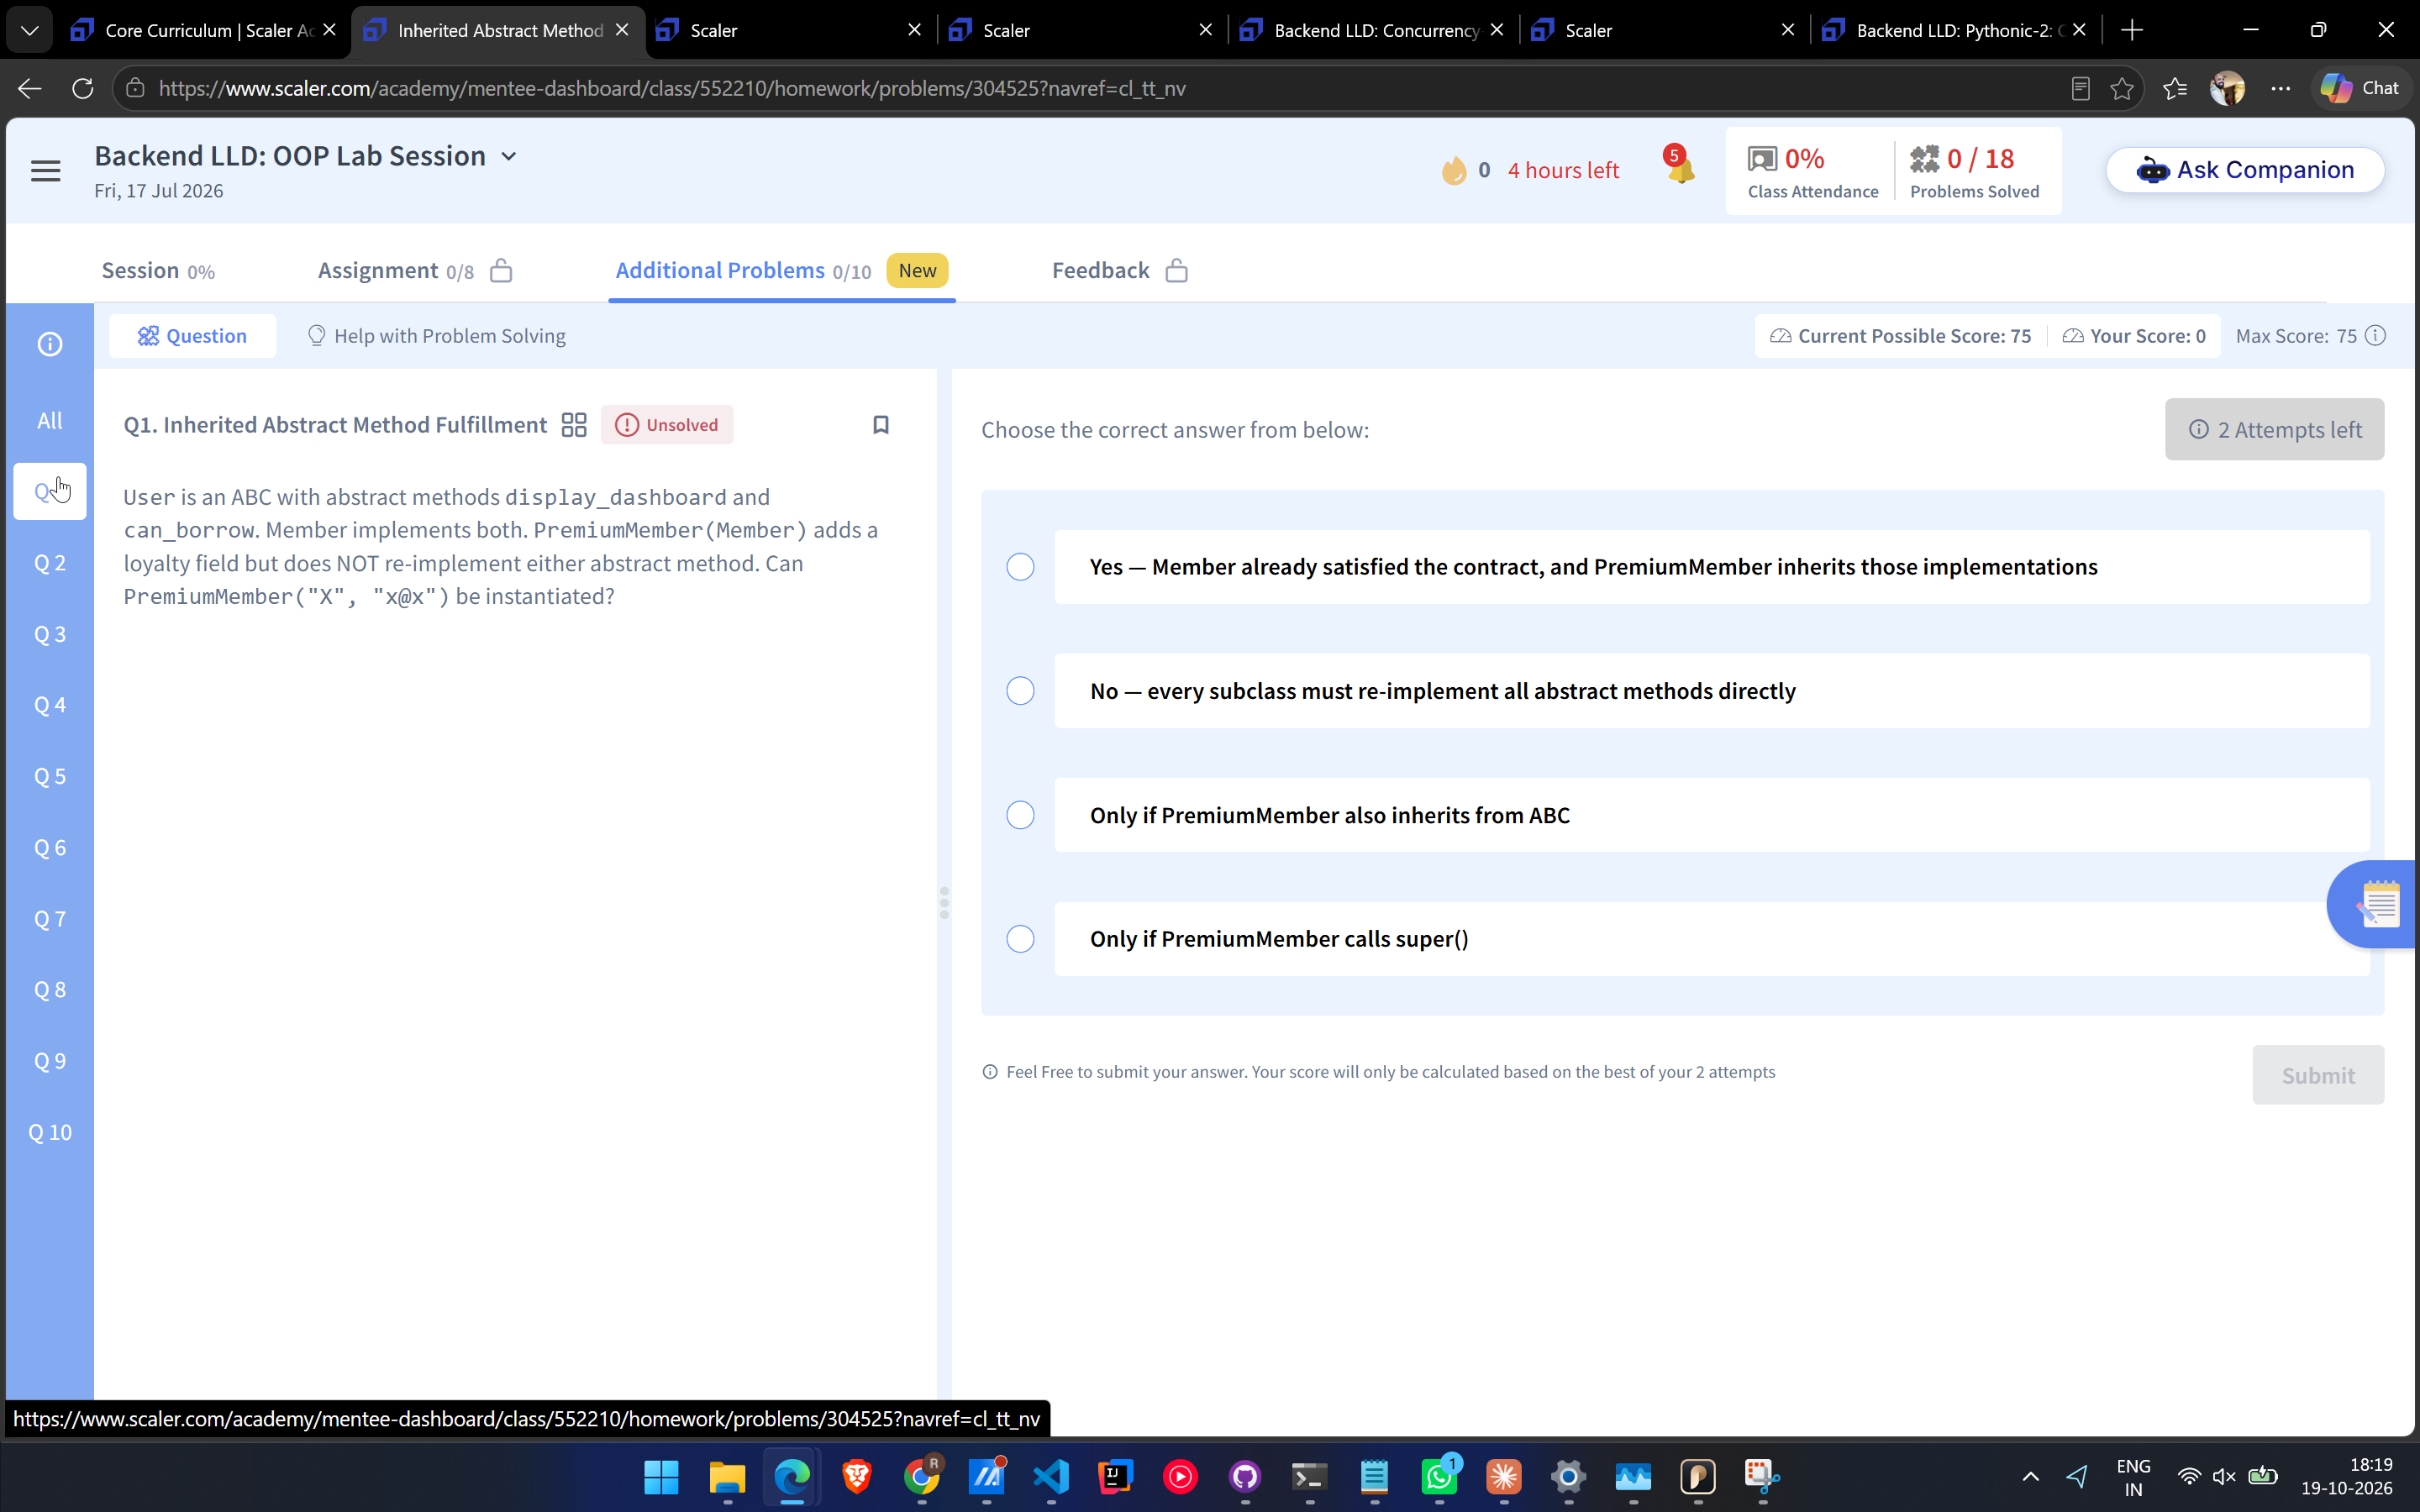 Core Curriculum | Scaler Ac
Inherited Abstract Method
Scaler
Scaler
Backend LLD: Concurrency
Scaler
Backend LLD: Pythonic-2: C
https://www.scaler.com/academy/mentee-dashboard/class/552210/homework/problems/304525?navref=cl_tt_nv
Chat
Backend LLD: OOP Lab Session
Fri, 17 Jul 2026
0
4 hours left
5
0%
Class Attendance
0 / 18
Problems Solved
Ask Companion
Session 0%
Assignment 0/8
Additional Problems 0/10
New
Feedback
Question
Help with Problem Solving
Current Possible Score: 75
Your Score: 0
Max Score: 75
All
Q
Q 2
Q 3
Q 4
Q 5
Q 6
Q 7
Q 8
Q 9
Q 10
Q1. Inherited Abstract Method Fulfillment
Unsolved
User is an ABC with abstract methods display_dashboard and
can_borrow. Member implements both. PremiumMember(Member) adds a
loyalty field but does NOT re-implement either abstract method. Can
PremiumMember("X", "x@x") be instantiated?
Choose the correct answer from below:
2 Attempts left
Yes — Member already satisfied the contract, and PremiumMember inherits those implementations
No — every subclass must re-implement all abstract methods directly
Only if PremiumMember also inherits from ABC
Only if PremiumMember calls super()
Feel Free to submit your answer. Your score will only be calculated based on the best of your 2 attempts
Submit
https://www.scaler.com/academy/mentee-dashboard/class/552210/homework/problems/304525?navref=cl_tt_nv
R
IJ
1
ENG
IN
18:19
19-10-2026